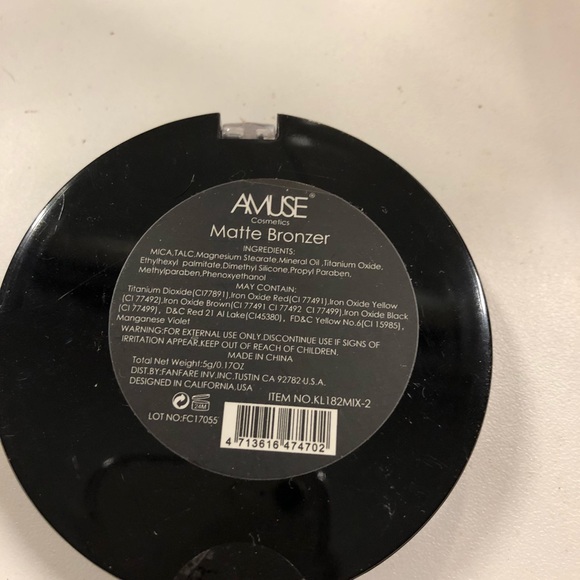 AMUSE®
Cosmetics
Matte Bronzer
INGREDIENTS:
MICA,TALC,Magnesium Stearate,Mineral Oil ,Titanium Oxide,
Ethylhexyl palmitate,Dimethyl Silicone,Propyl Paraben,
Methylparaben,Phenoxyethanol
MAY CONTAIN:
Titanium Dioxide(CI77891),Iron Oxide Red(CI 77491),Iron Oxide Yellow
(CI 77492),Iron Oxide Brown(CI 77491 CI 77492 CI 77499),Iron Oxide Black
(CI 77499), D&C Red 21 Al Lake(CI45380), FD&C Yellow No.6(CI 15985),
Manganese Violet
WARNING:FOR EXTERNAL USE ONLY.DISCONTINUE USE IF SIGNS OF
IRRITATION APPEAR.KEEP OUT OF REACH OF CHILDREN.
MADE IN CHINA
Total Net Weight:5g/0.17OZ
DIST.BY:FANFARE INV.INC.TUSTIN CA 92782-U.S.A.
DESIGNED IN CALIFORNIA.USA
ITEM NO.KL182MIX-2
24M
LOT NO:FC17055
4 713616 474702